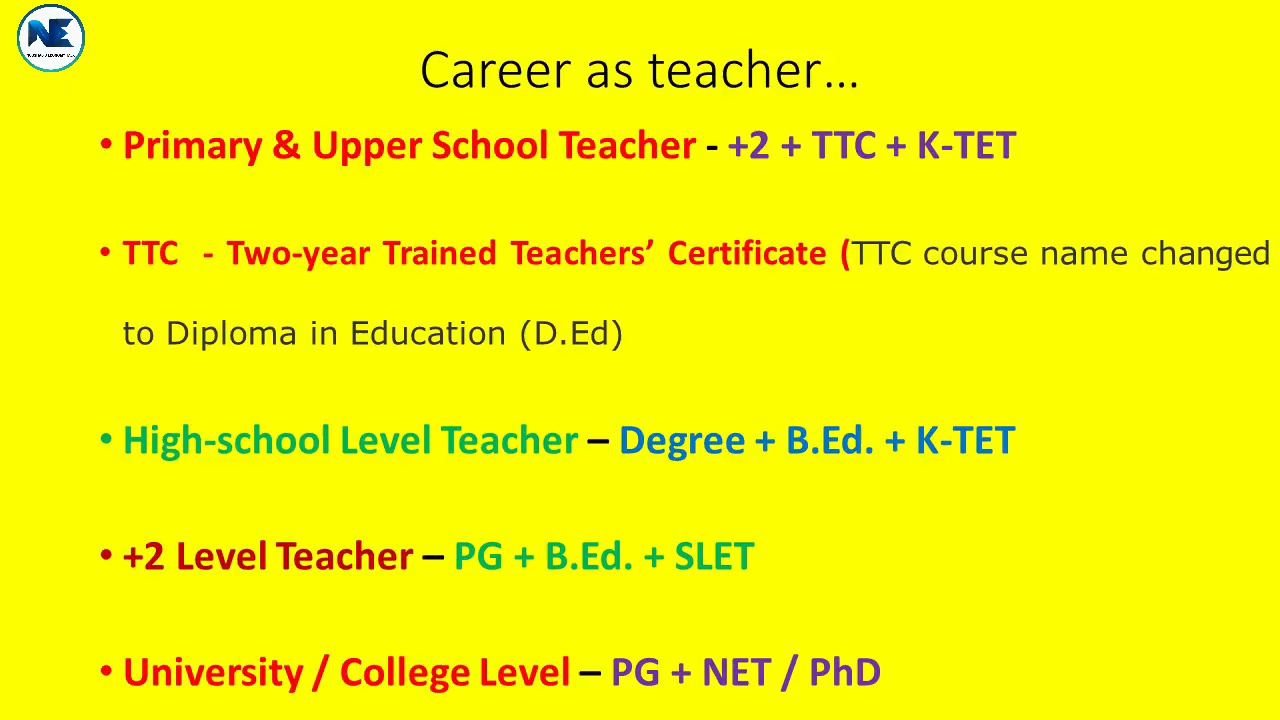 NE
Career as teacher…
• Primary & Upper School Teacher - +2 + TTC + K-TET
• TTC - Two-year Trained Teachers’ Certificate (TTC course name changed
to Diploma in Education (D.Ed)
• High-school Level Teacher – Degree + B.Ed. + K-TET
• +2 Level Teacher – PG + B.Ed. + SLET
• University / College Level – PG + NET / PhD